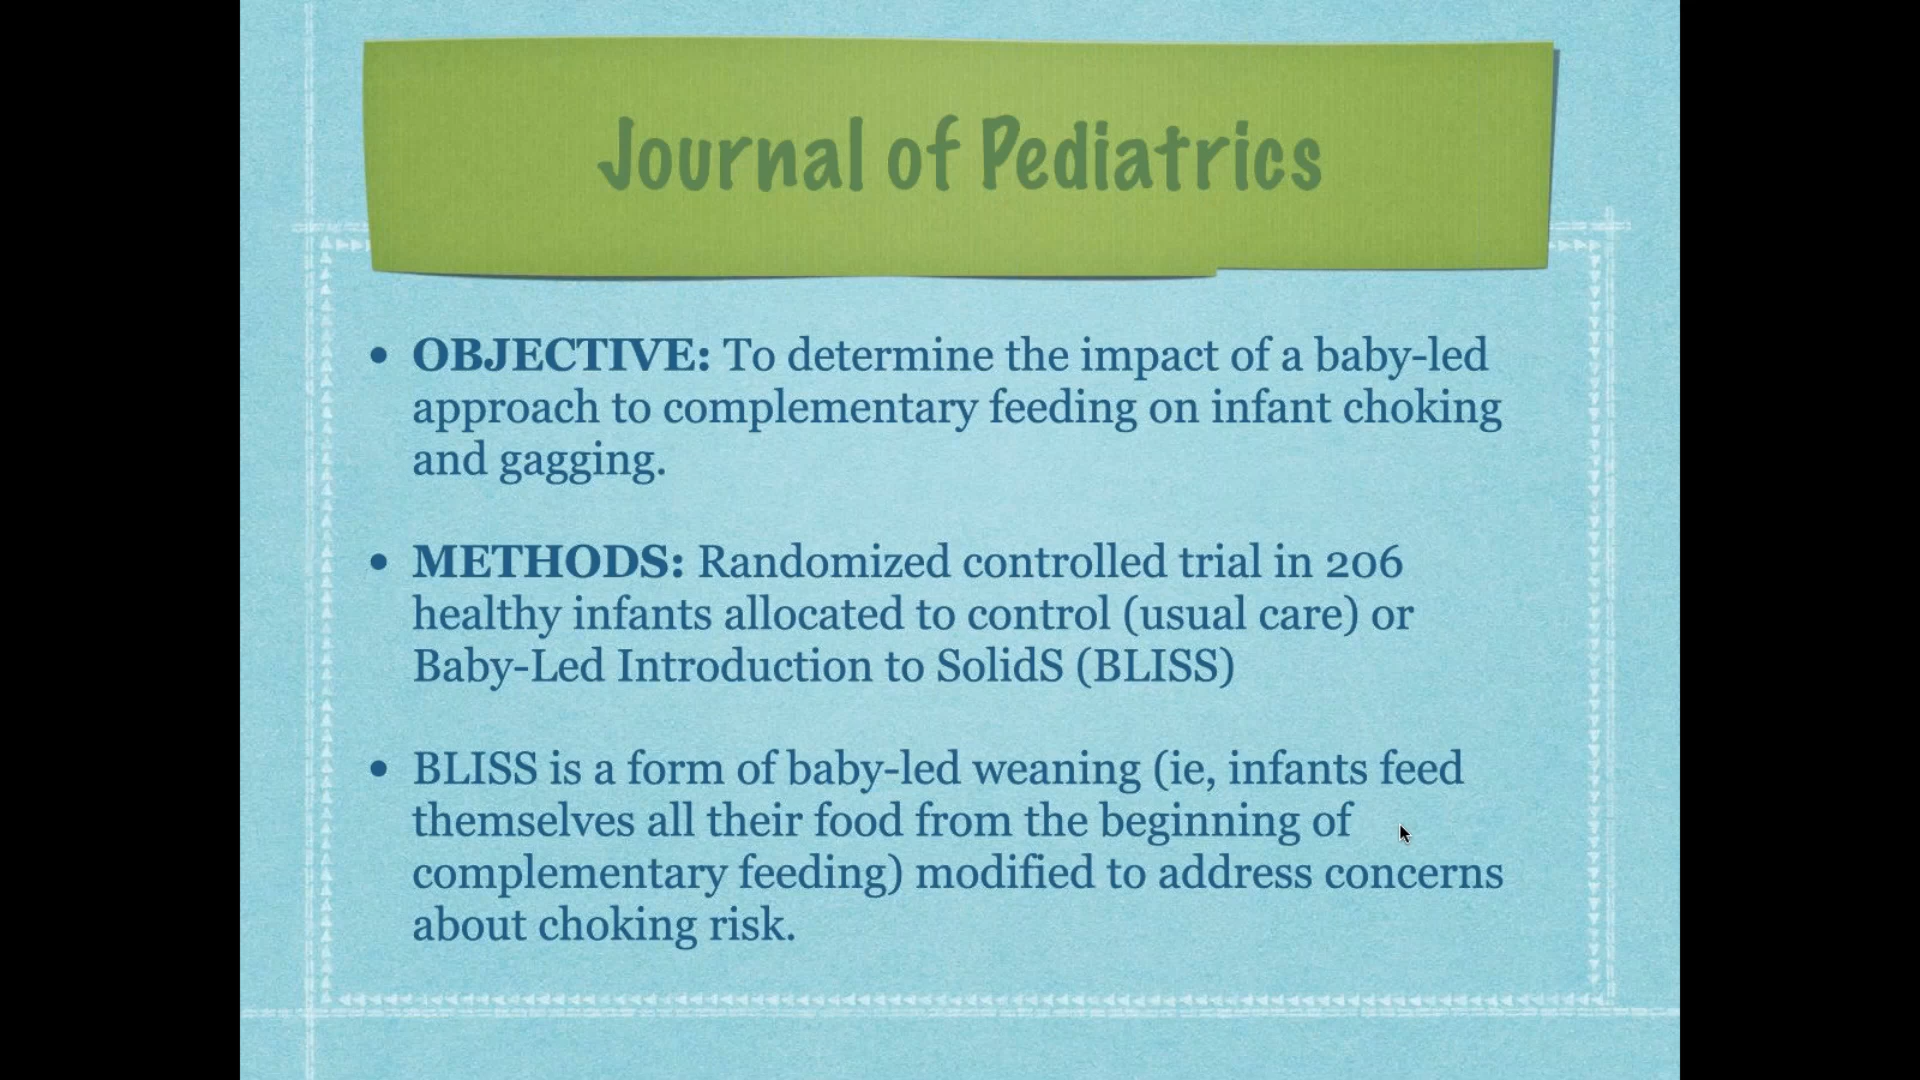 Journal of Pediatrics
• OBJECTIVE: To determine the impact of a baby-led
approach to complementary feeding on infant choking
and gagging.
• METHODS: Randomized controlled trial in 206
healthy infants allocated to control (usual care) or
Baby-Led Introduction to SolidS (BLISS)
• BLISS is a form of baby-led weaning (ie, infants feed
themselves all their food from the beginning of
complementary feeding) modified to address concerns
about choking risk.